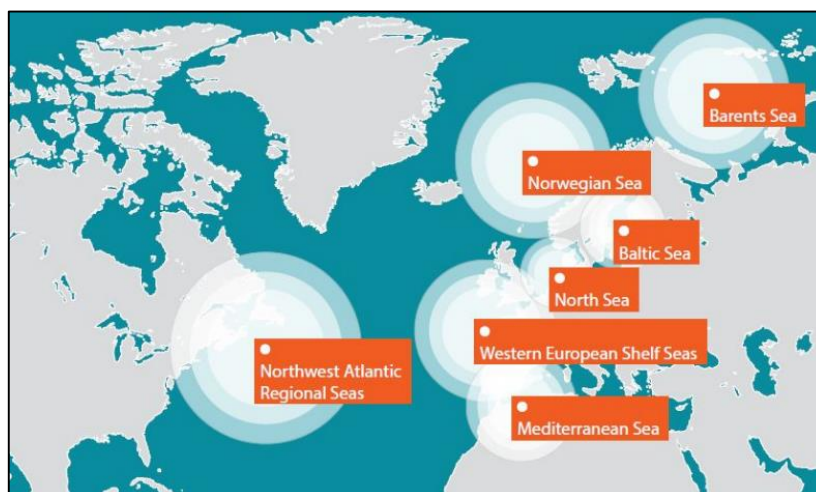 Barents Sea
Norwegian Sea
Baltic Sea
North Sea
Western European Shelf Seas
Northwest Atlantic
Regional Seas
Mediterranean Sea